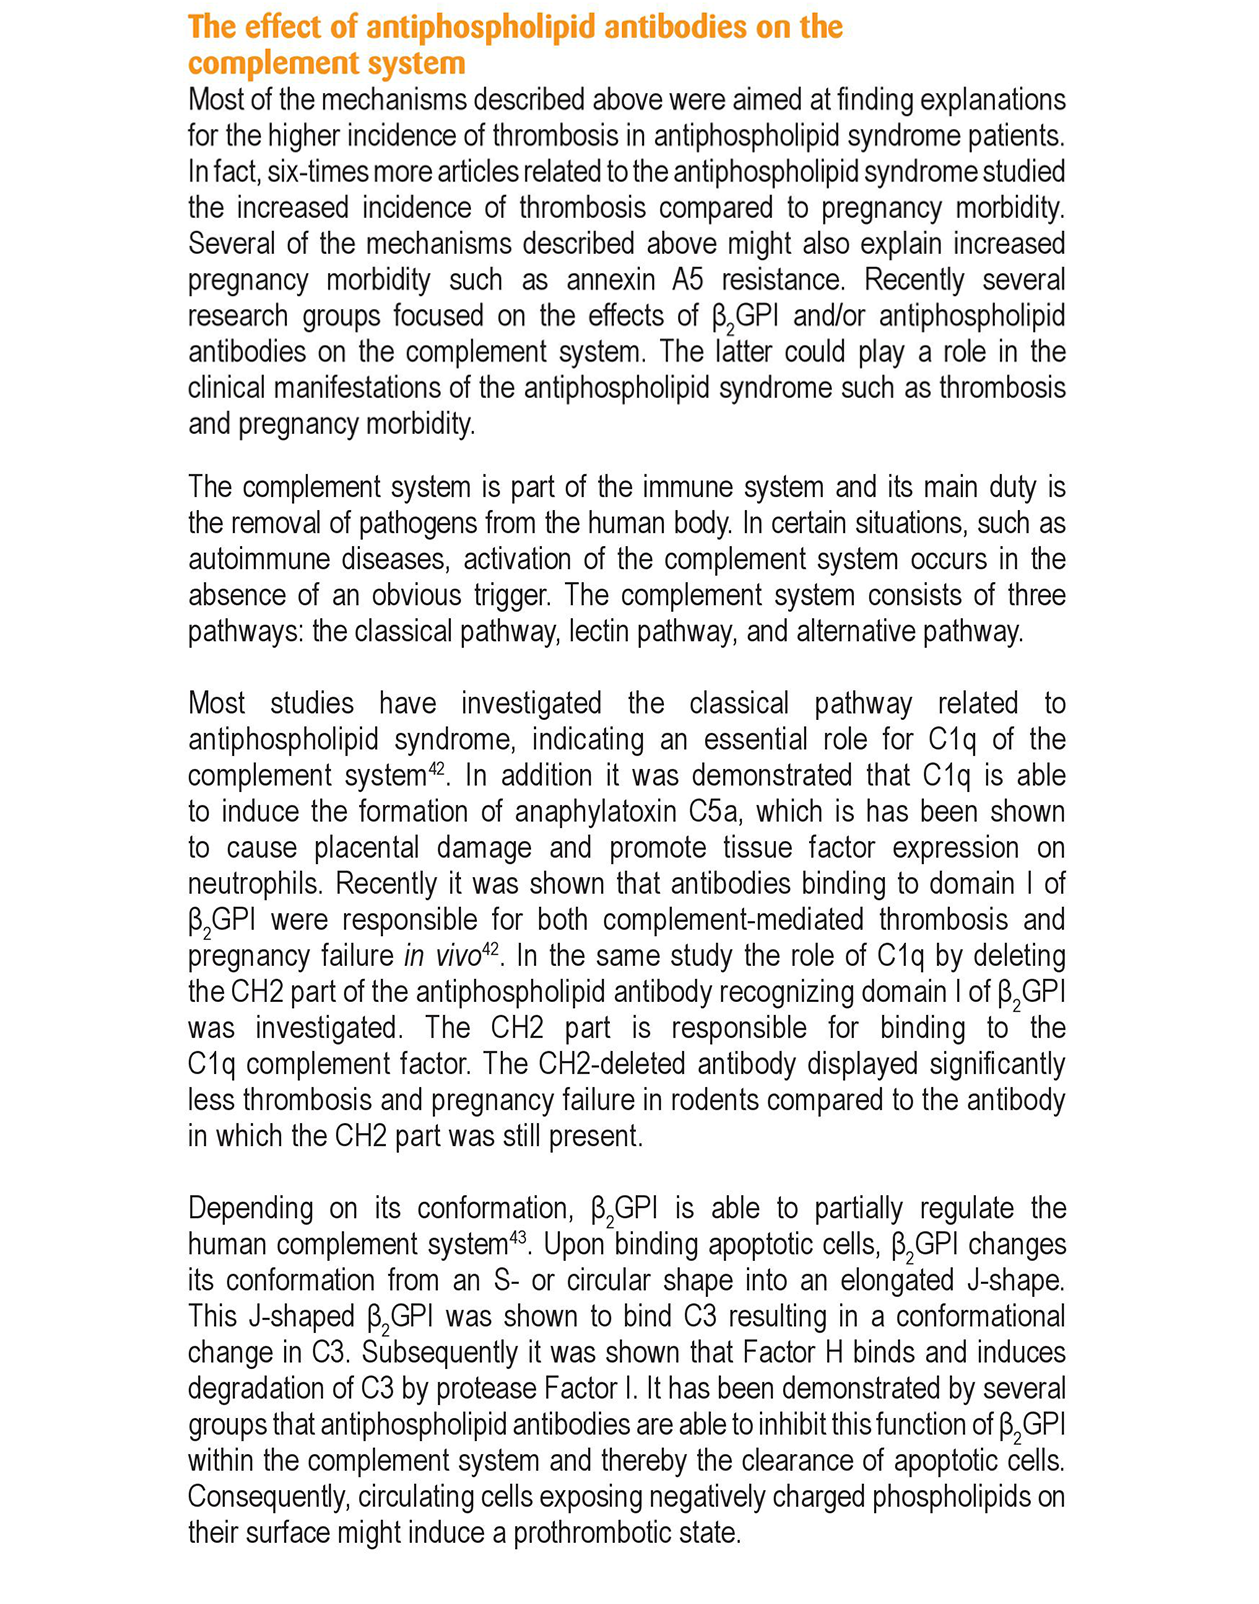 The effect of antiphospholipid antibodies on the
complement system
Most of the mechanisms described above were aimed at finding explanations
for the higher incidence of thrombosis in antiphospholipid syndrome patients.
In fact, six-times more articles related to the antiphospholipid syndrome studied
the increased incidence of thrombosis compared to pregnancy morbidity.
Several of the mechanisms described above might also explain increased
pregnancy morbidity such as annexin A5 resistance. Recently several
research groups focused on the effects of β₂GPI and/or antiphospholipid
antibodies on the complement system. The latter could play a role in the
clinical manifestations of the antiphospholipid syndrome such as thrombosis
and pregnancy morbidity.
The complement system is part of the immune system and its main duty is
the removal of pathogens from the human body. In certain situations, such as
autoimmune diseases, activation of the complement system occurs in the
absence of an obvious trigger. The complement system consists of three
pathways: the classical pathway, lectin pathway, and alternative pathway.
Most studies have investigated the classical pathway related to
antiphospholipid syndrome, indicating an essential role for C1q of the
complement system⁴². In addition it was demonstrated that C1q is able
to induce the formation of anaphylatoxin C5a, which is has been shown
to cause placental damage and promote tissue factor expression on
neutrophils. Recently it was shown that antibodies binding to domain I of
β₂GPI were responsible for both complement-mediated thrombosis and
pregnancy failure in vivo⁴². In the same study the role of C1q by deleting
the CH2 part of the antiphospholipid antibody recognizing domain I of β₂GPI
was investigated. The CH2 part is responsible for binding to the
C1q complement factor. The CH2-deleted antibody displayed significantly
less thrombosis and pregnancy failure in rodents compared to the antibody
in which the CH2 part was still present.
Depending on its conformation, β₂GPI is able to partially regulate the
human complement system⁴³. Upon binding apoptotic cells, β₂GPI changes
its conformation from an S- or circular shape into an elongated J-shape.
This J-shaped β₂GPI was shown to bind C3 resulting in a conformational
change in C3. Subsequently it was shown that Factor H binds and induces
degradation of C3 by protease Factor I. It has been demonstrated by several
groups that antiphospholipid antibodies are able to inhibit this function of β₂GPI
within the complement system and thereby the clearance of apoptotic cells.
Consequently, circulating cells exposing negatively charged phospholipids on
their surface might induce a prothrombotic state.